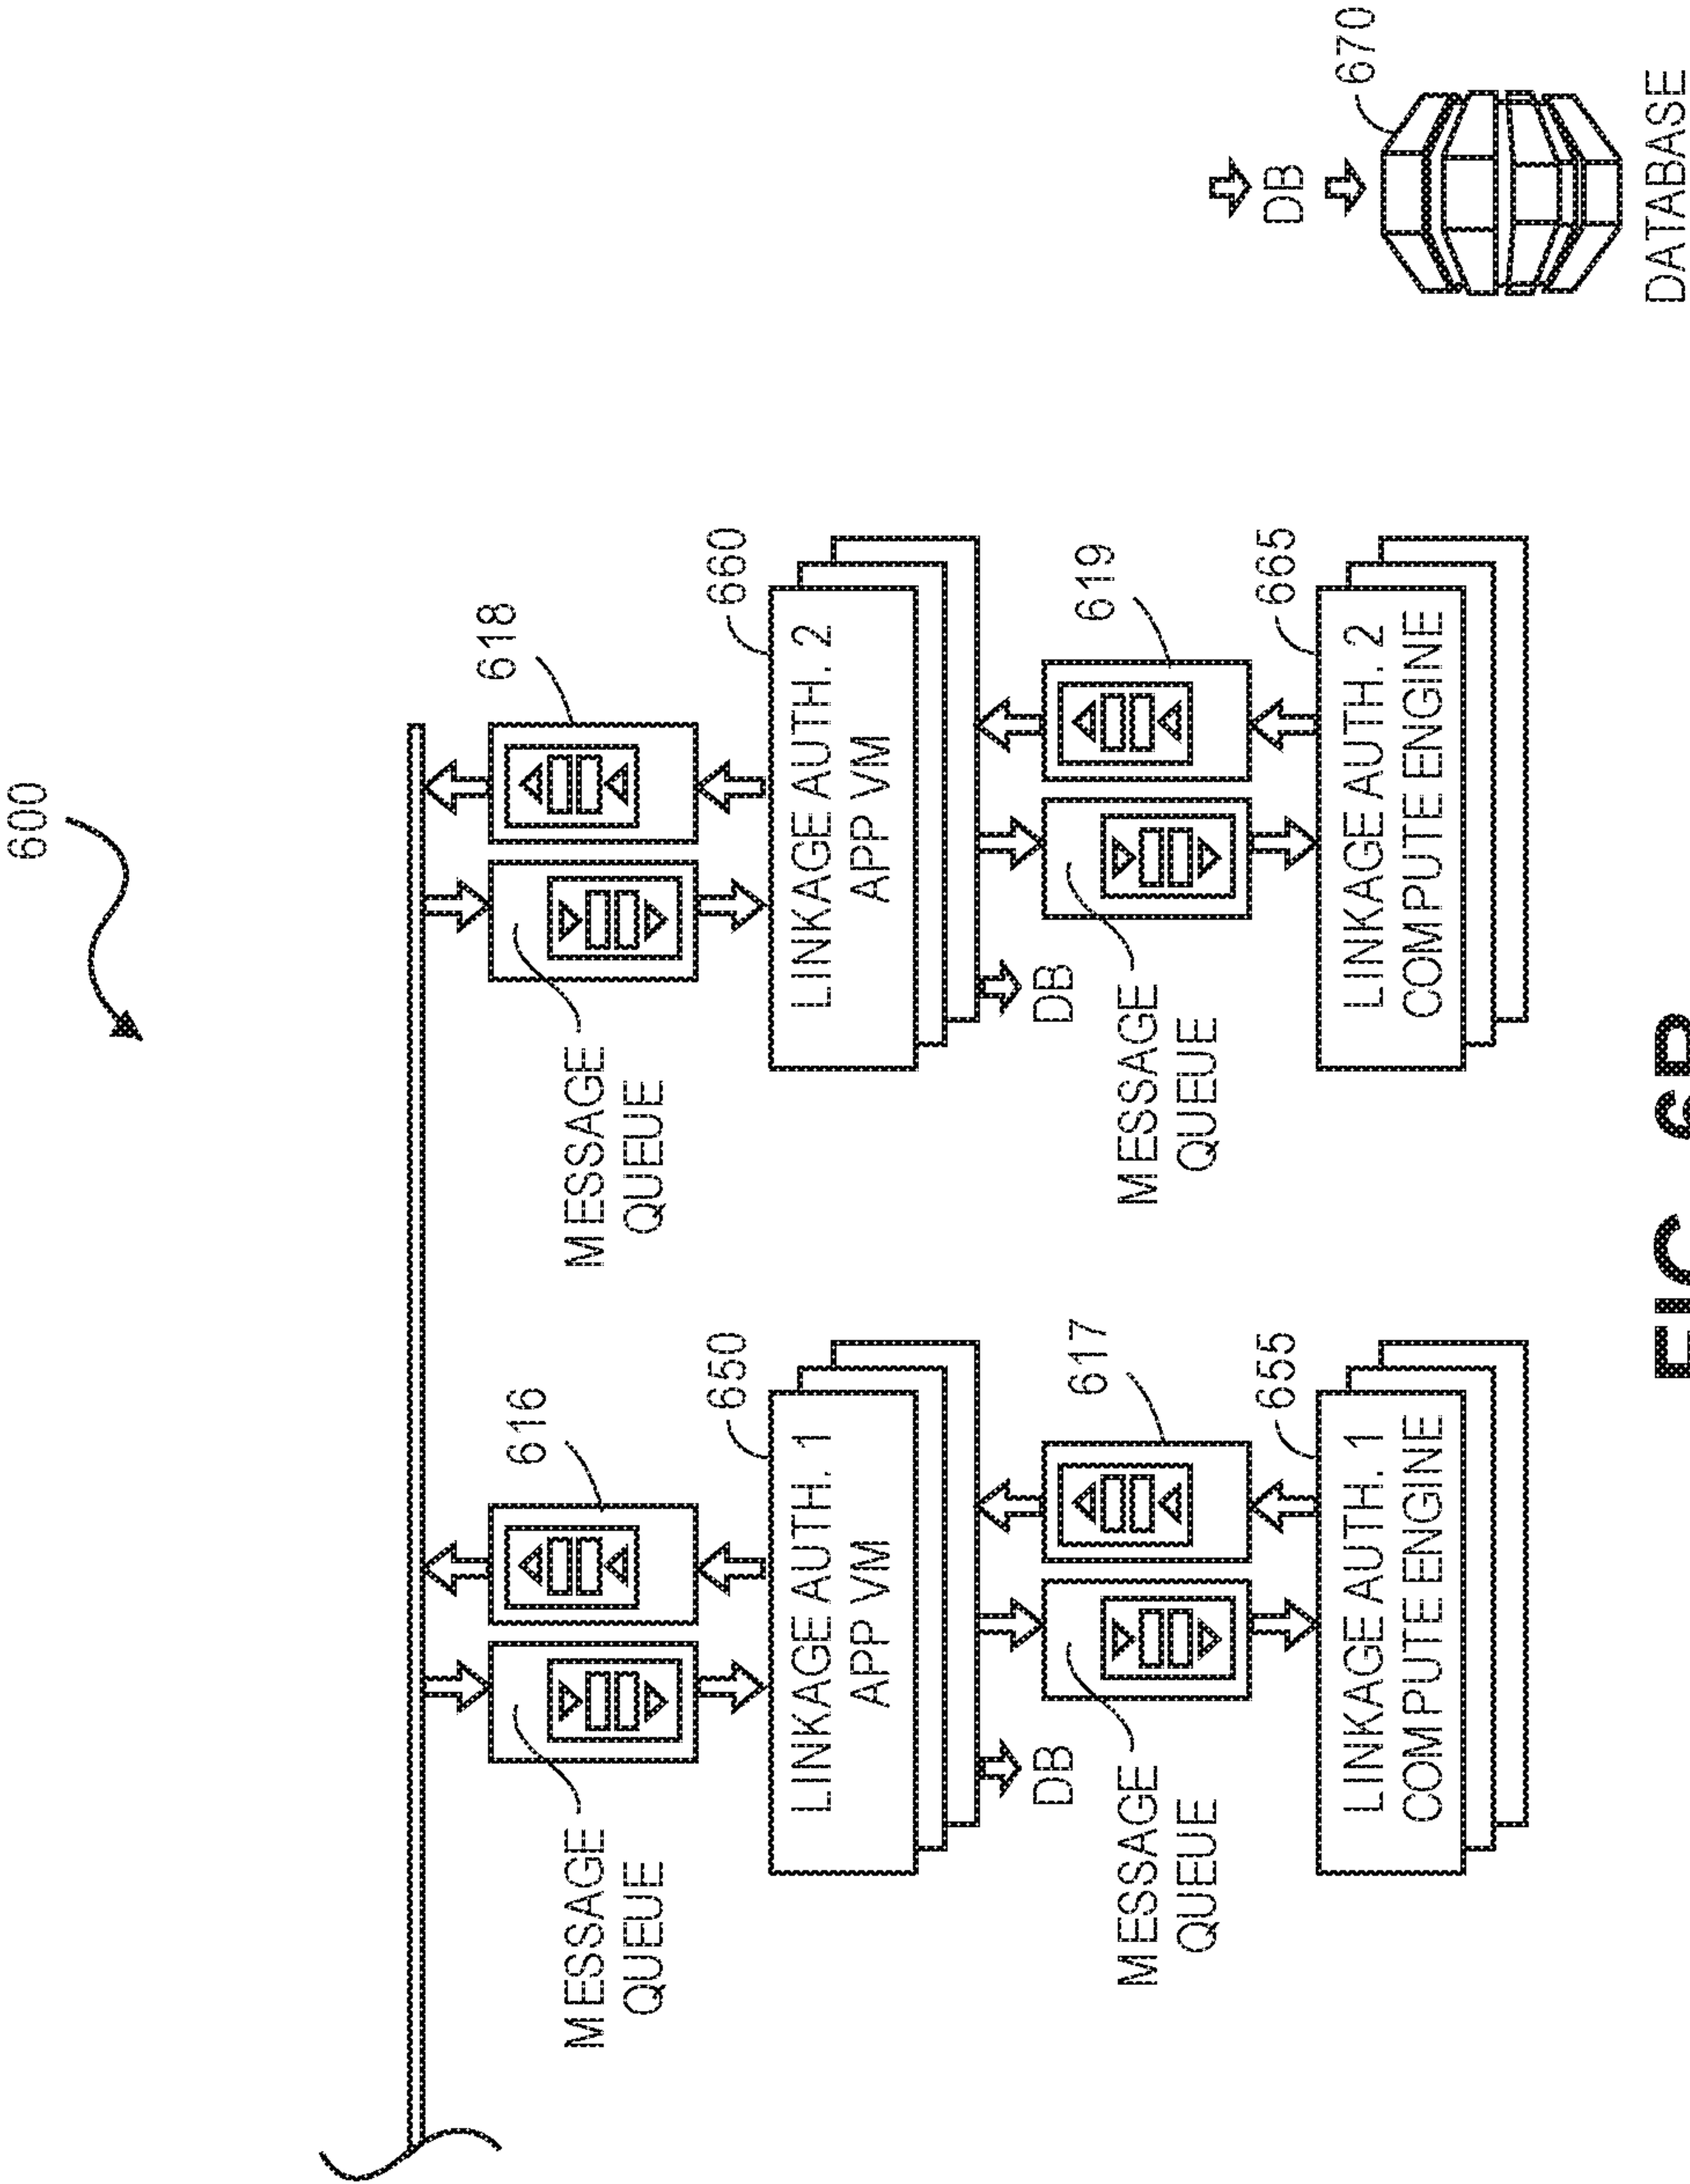 600
618
616
MESSAGE
QUEUE
MESSAGE
QUEUE
650
660
LINKAGE AUTH. 1
APP VM
LINKAGE AUTH. 2
APP VM
DB
DB
617
619
MESSAGE
QUEUE
MESSAGE
QUEUE
DB
655
665
670
LINKAGE AUTH. 1
COMPUTE ENGINE
LINKAGE AUTH. 2
COMPUTE ENGINE
DATABASE